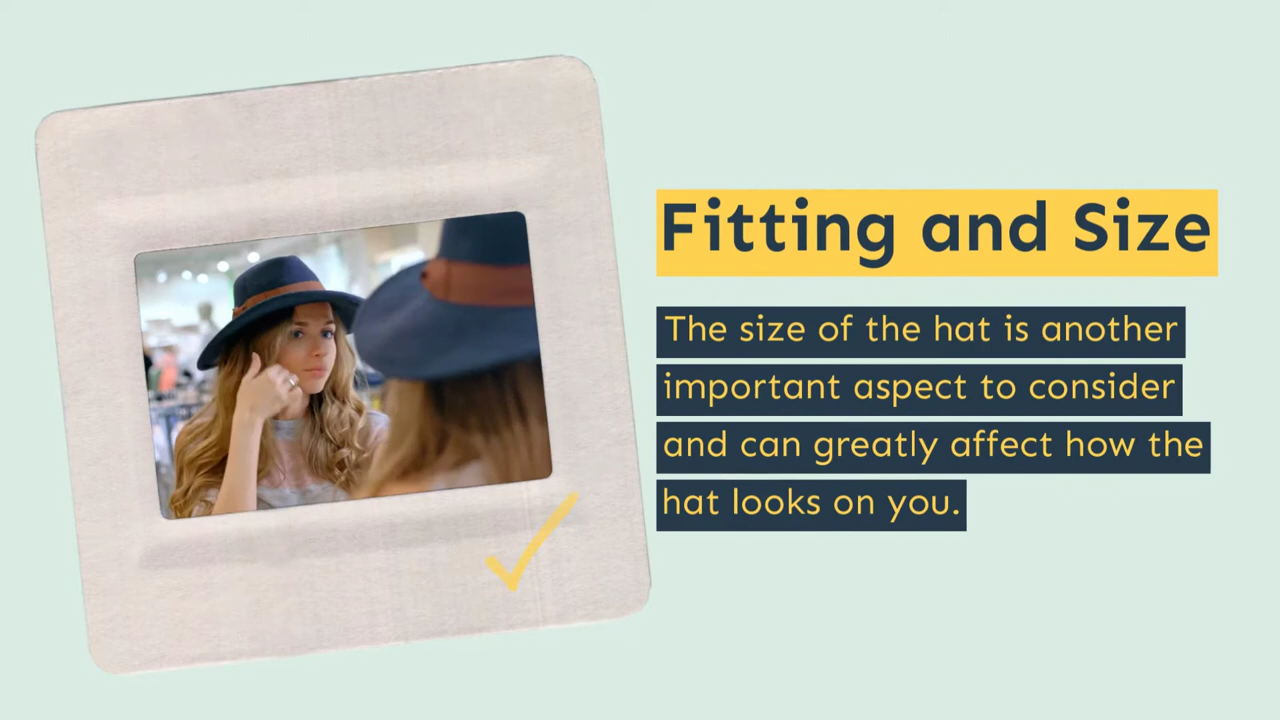 Fitting and Size
The size of the hat is another
important aspect to consider
and can greatly affect how the
hat looks on you.